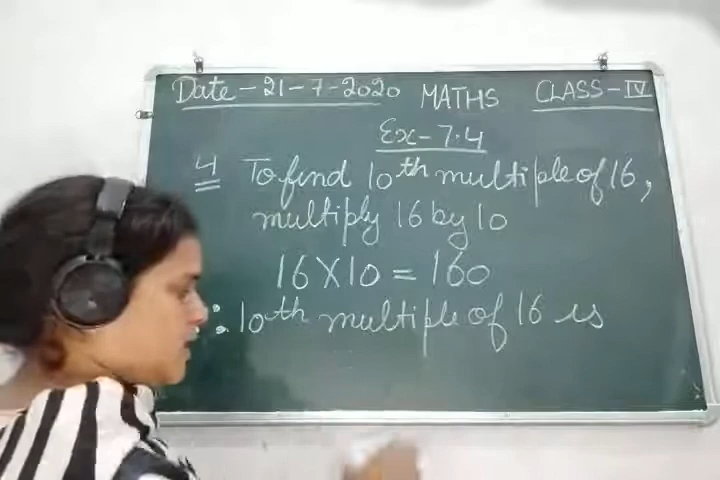 Date - 21-7-2020 MATHS CLASS-IV
Ex-7.4
4 To find 10th multiple of 16,
multiply 16 by 10
16 X 10 = 160
∴ 10th multiple of 16 is